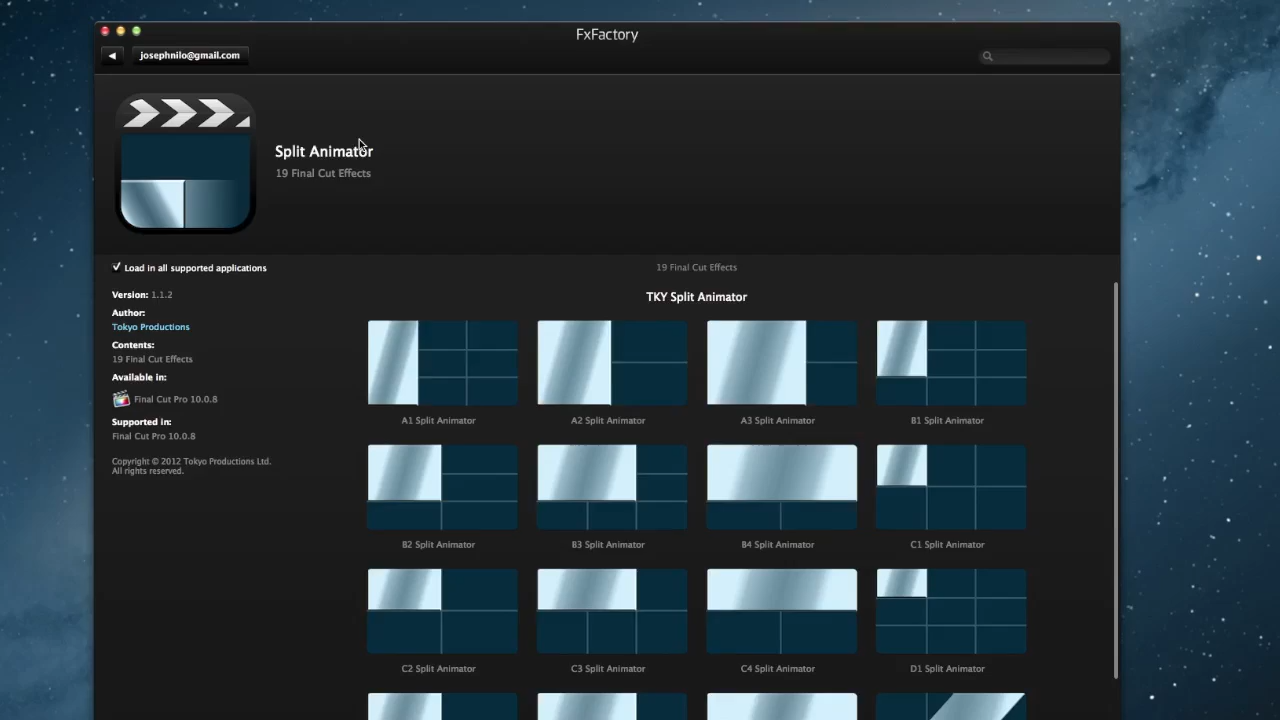 FxFactory
josephnilo@gmail.com
Split Animator
19 Final Cut Effects
Load in all supported applications
Version: 1.1.2
Author:
Tokyo Productions
Contents:
19 Final Cut Effects
Available in:
Final Cut Pro 10.0.8
Supported in:
Final Cut Pro 10.0.8
Copyright © 2012 Tokyo Productions Ltd.
All rights reserved.
19 Final Cut Effects
TKY Split Animator
A1 Split Animator
A2 Split Animator
A3 Split Animator
B1 Split Animator
B2 Split Animator
B3 Split Animator
B4 Split Animator
C1 Split Animator
C2 Split Animator
C3 Split Animator
C4 Split Animator
D1 Split Animator